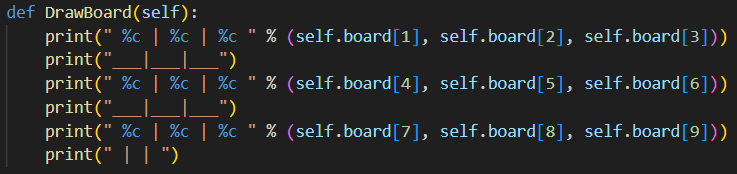 def DrawBoard(self):
    print(" %c | %c | %c " % (self.board[1], self.board[2], self.board[3]))
    print("___|___|___")
    print(" %c | %c | %c " % (self.board[4], self.board[5], self.board[6]))
    print("___|___|___")
    print(" %c | %c | %c " % (self.board[7], self.board[8], self.board[9]))
    print(" | | ")